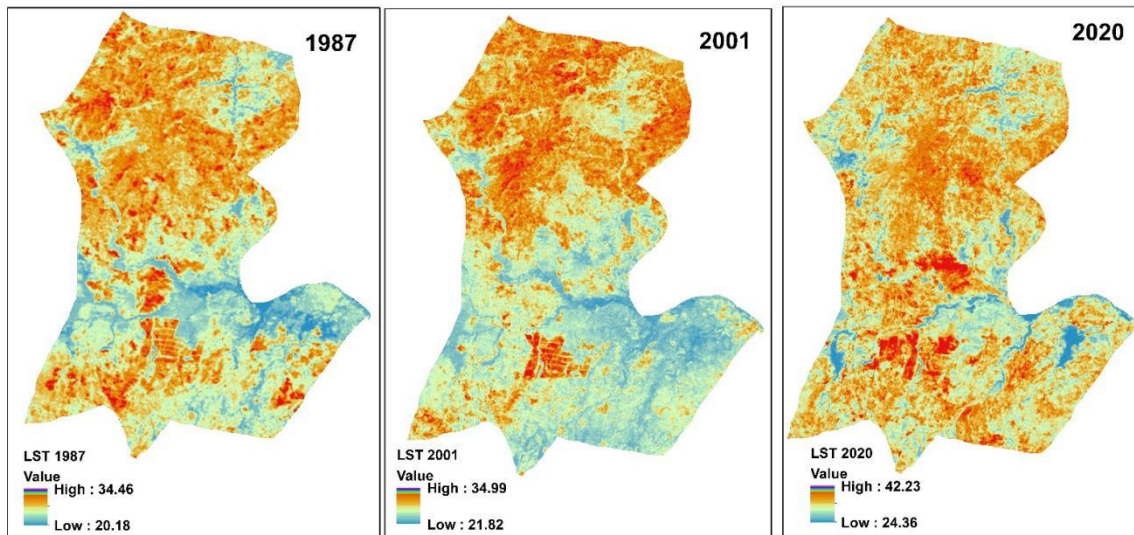 1987
LST 1987
Value
High : 34.46
Low : 20.18
2001
LST 2001
Value
High : 34.99
Low : 21.82
2020
LST 2020
Value
High : 42.23
Low : 24.36